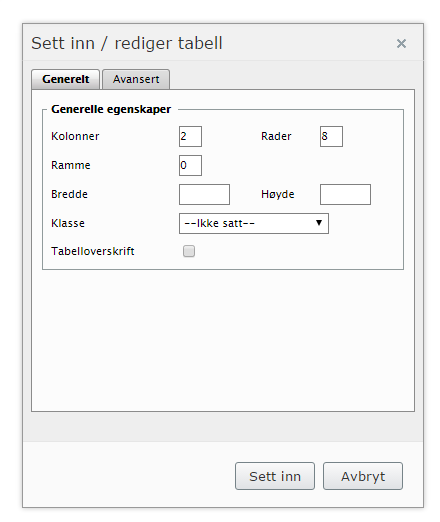 Sett inn / rediger tabell ×
Generelt Avansert
Generelle egenskaper
Kolonner 2 Rader 8
Ramme 0
Bredde Høyde
Klasse --Ikke satt-- ▼
Tabelloverskrift
Sett inn Avbryt